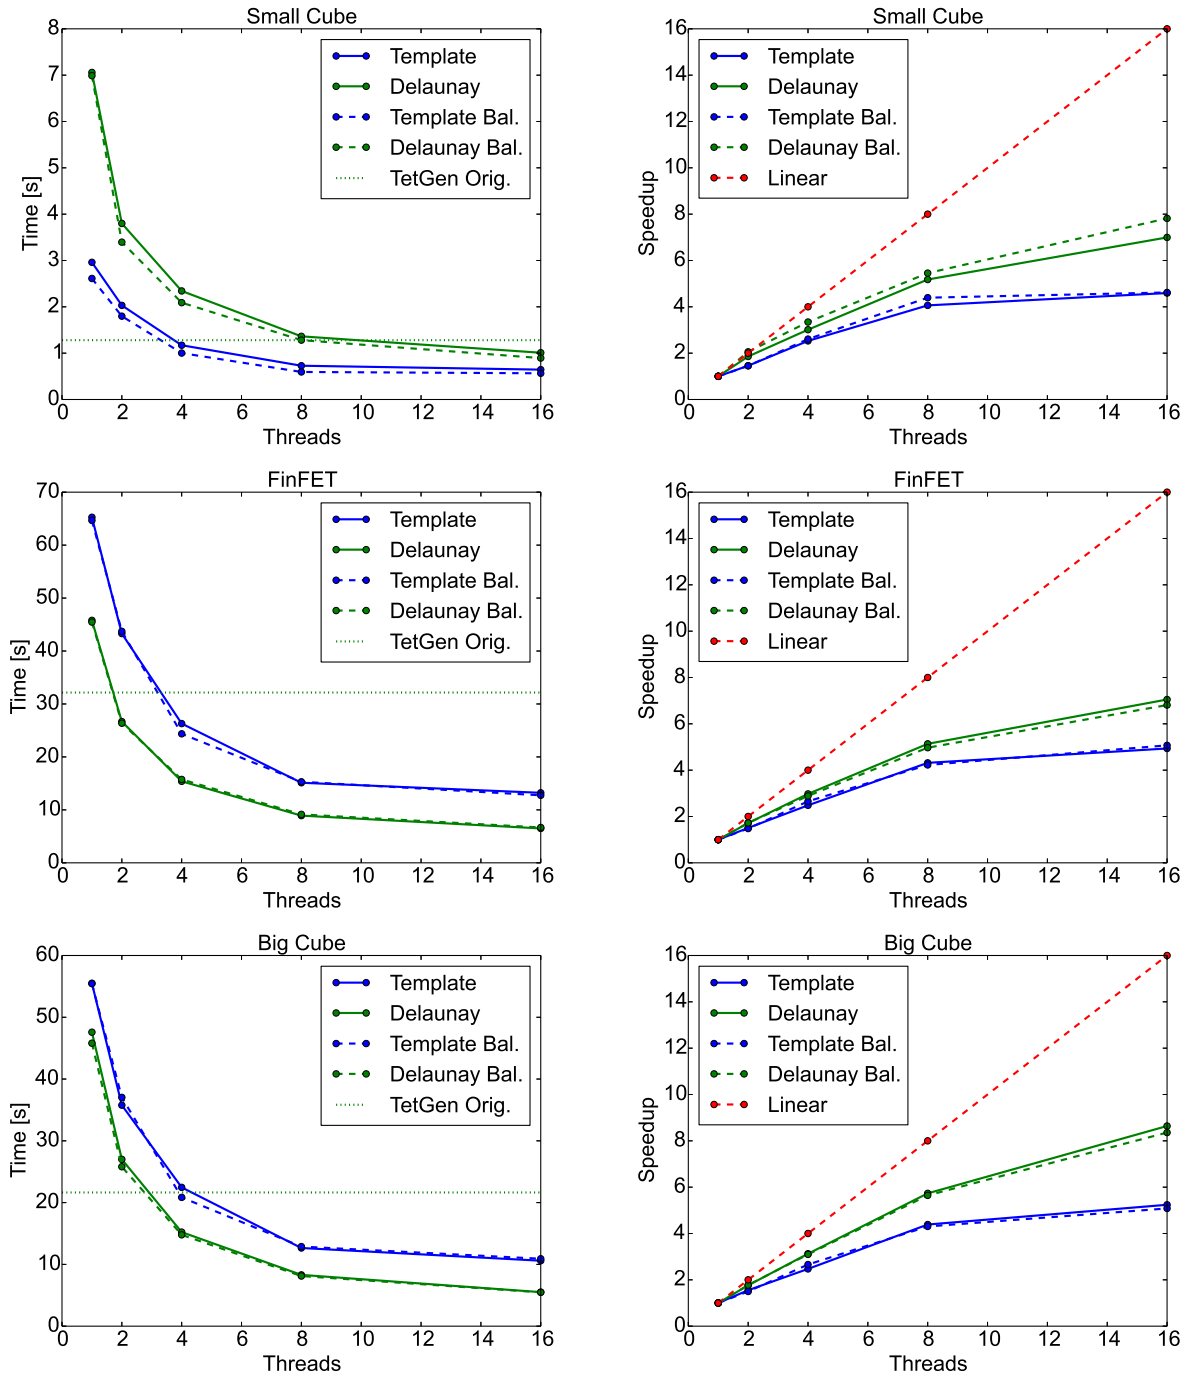 Small Cube
8
7
6
5
4
3
2
1
1
0
Time [s]
Template
Delaunay
Template Bal.
Delaunay Bal.
TetGen Orig.
0 2 4 6 8 10 12 14 16
Threads
Small Cube
16
14
12
10
8
6
4
2
0
Speedup
Template
Delaunay
Template Bal.
Delaunay Bal.
Linear
0 2 4 6 8 10 12 14 16
Threads
FinFET
70
60
50
40
30
20
10
0
Time [s]
Template
Delaunay
Template Bal.
Delaunay Bal.
TetGen Orig.
0 2 4 6 8 10 12 14 16
Threads
FinFET
16
14
12
10
8
6
4
2
0
Speedup
Template
Delaunay
Template Bal.
Delaunay Bal.
Linear
0 2 4 6 8 10 12 14 16
Threads
Big Cube
60
50
40
30
20
10
0
Time [s]
Template
Delaunay
Template Bal.
Delaunay Bal.
TetGen Orig.
0 2 4 6 8 10 12 14 16
Threads
Big Cube
16
14
12
10
8
6
4
2
0
Speedup
Template
Delaunay
Template Bal.
Delaunay Bal.
Linear
0 2 4 6 8 10 12 14 16
Threads